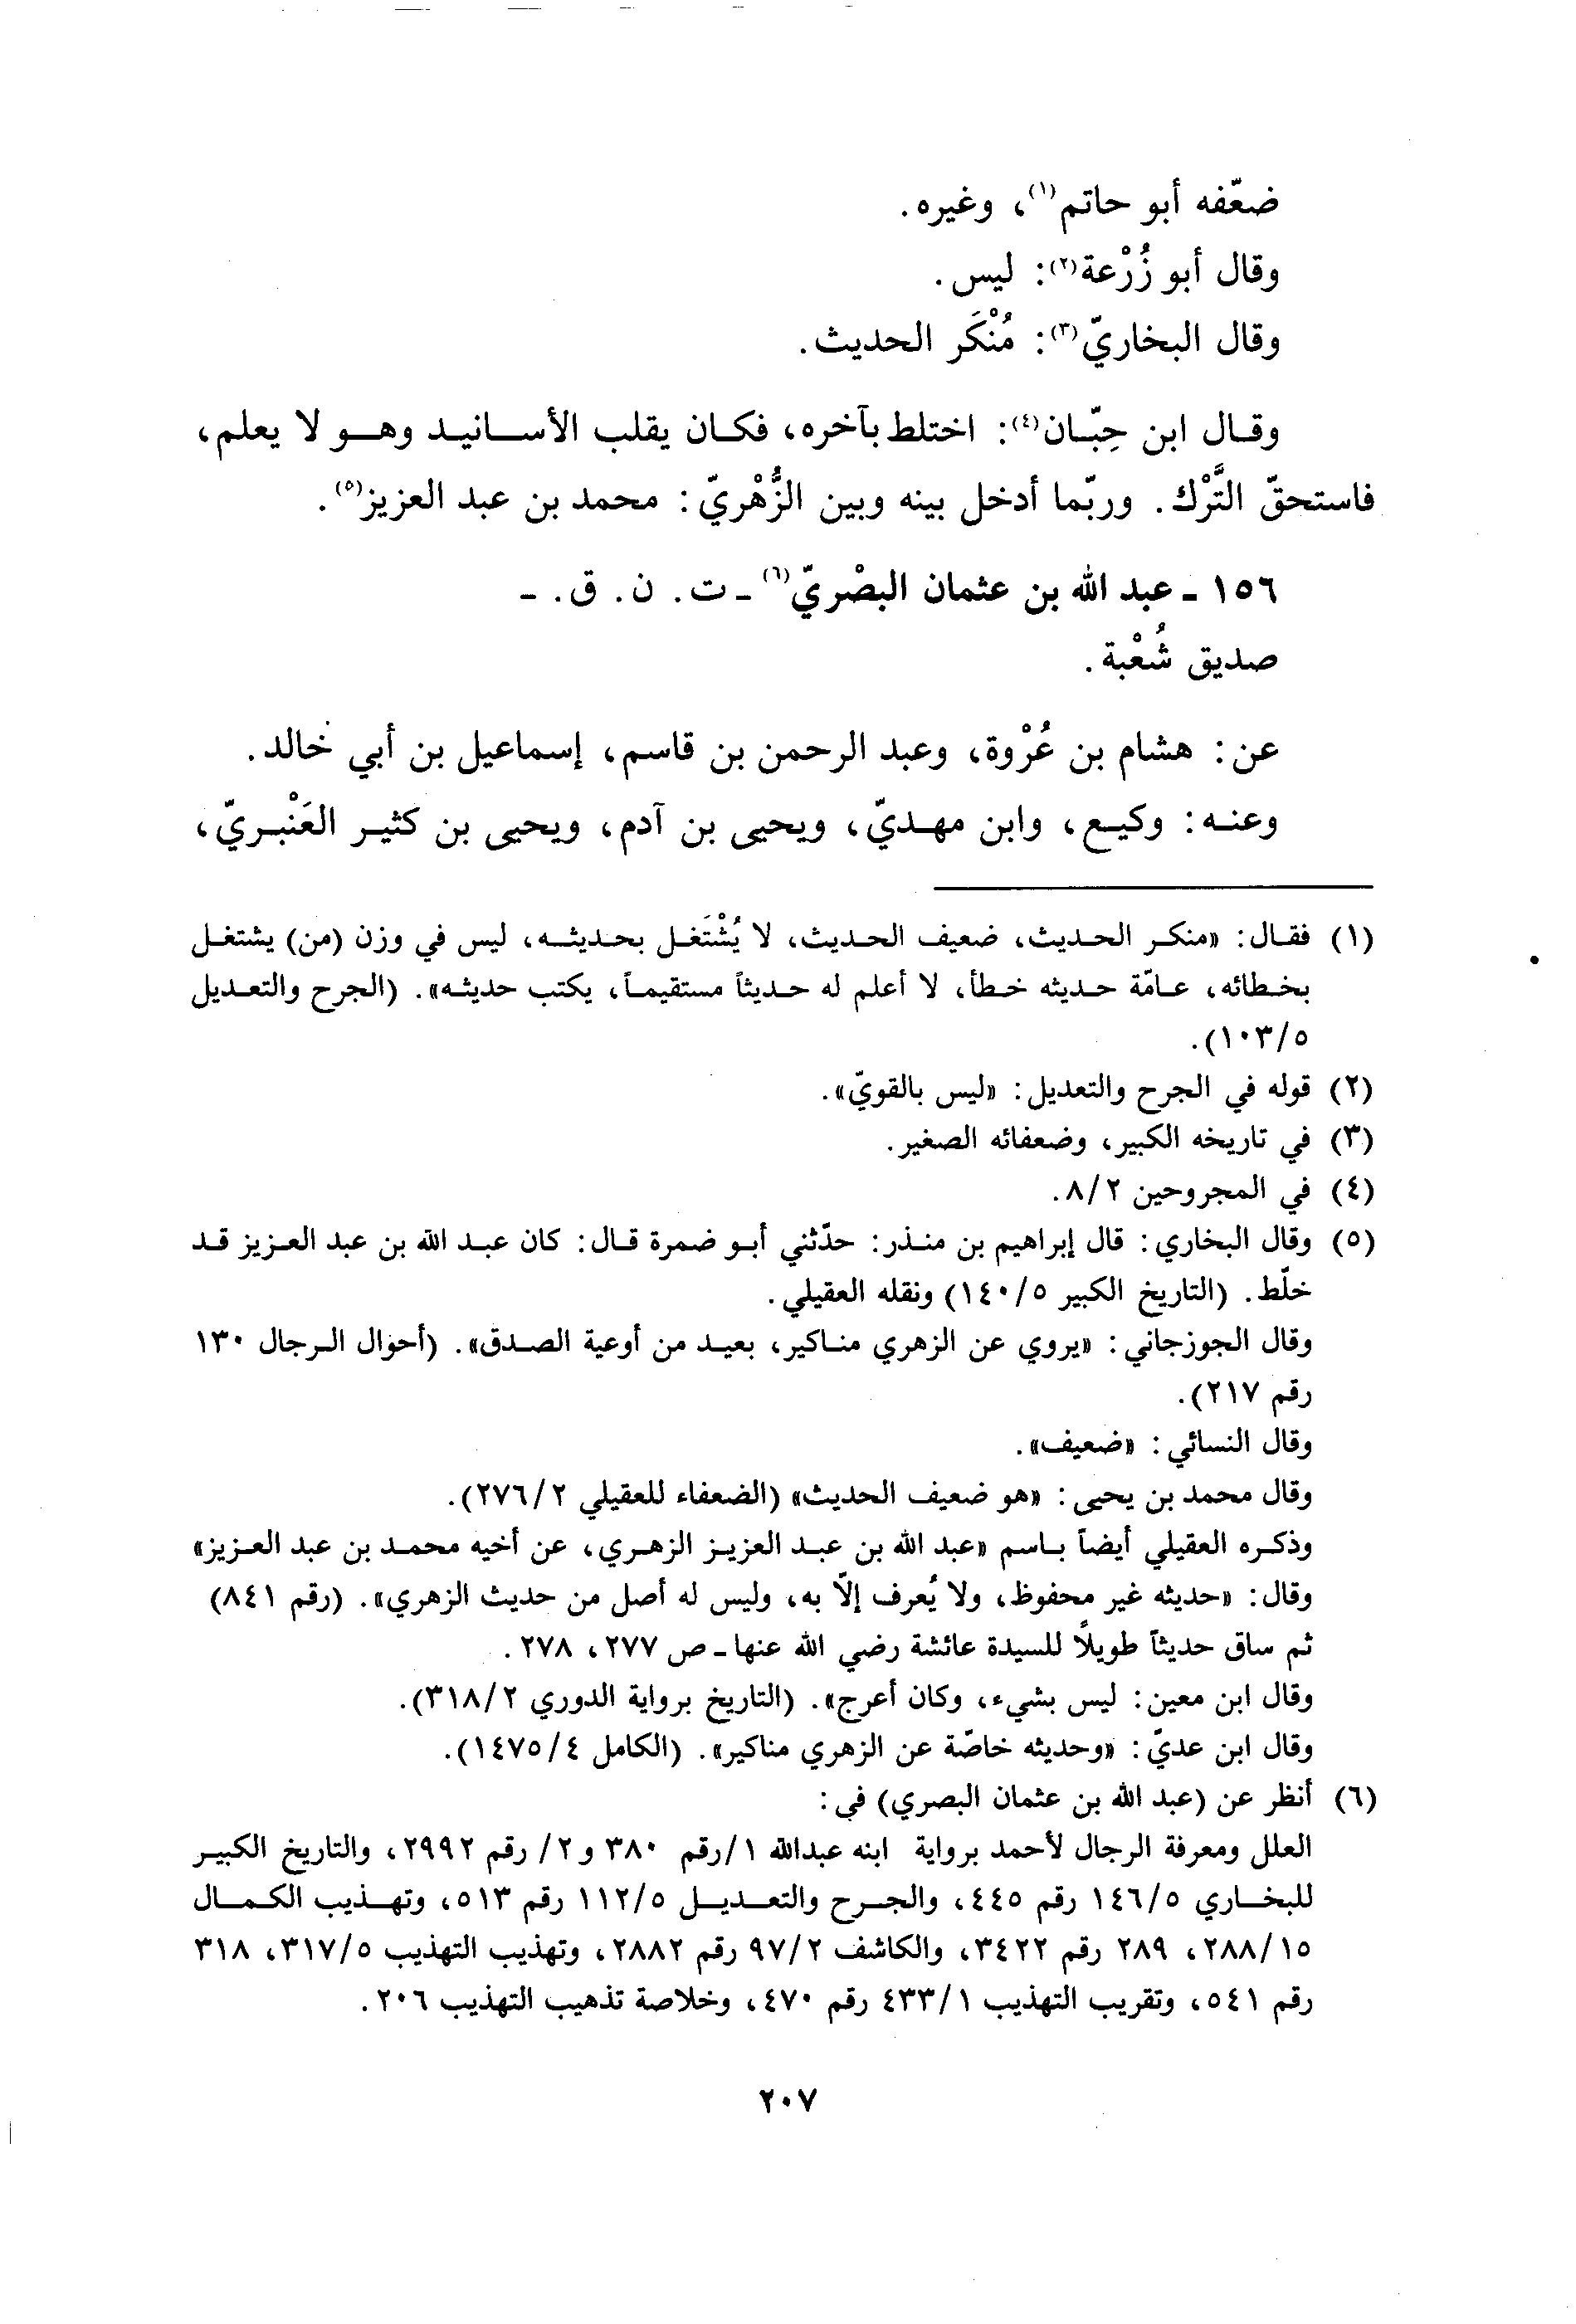 ضعّفه أبو حاتم(١)، وغيره.
وقال أبو زُرْعة(٢): ليس.
وقال البخاريّ(٣): مُنْكَر الحديث.
وقال ابن حِبّان(٤): اختلط بآخره، فكان يقلب الأسانيد وهو لا يعلم،
فاستحقّ التَّرْك. وربّما أدخل بينه وبين الزُّهْريّ: محمد بن عبد العزيز(٥).
١٥٦ - عبد الله بن عثمان البصْريّ(٦) - ت. ن. ق. -
صديق شُعْبة.
عن: هشام بن عُرْوة، وعبد الرحمن بن قاسم، إسماعيل بن أبي خالد.
وعنه: وكيع، وابن مهديّ، ويحيى بن آدم، ويحيى بن كثير العَنْبريّ،
(١) فقال: «منكر الحديث، ضعيف الحديث، لا يُشْتَغل بحديثه، ليس في وزن (من) يشتغل
بخطائه، عامّة حديثه خطأ، لا أعلم له حديثاً مستقيماً، يكتب حديثه». (الجرح والتعديل
١٠٣/٥).
(٢) قوله في الجرح والتعديل: «ليس بالقويّ».
(٣) في تاريخه الكبير، وضعفائه الصغير.
(٤) في المجروحين ٨/٢.
(٥) وقال البخاري: قال إبراهيم بن منذر: حدّثني أبو ضمرة قال: كان عبد الله بن عبد العزيز قد
خلّط. (التاريخ الكبير ١٤٠/٥) ونقله العقيلي.
وقال الجوزجاني: «يروي عن الزهري مناكير، بعيد من أوعية الصدق». (أحوال الرجال ١٣٠
رقم ٢١٧).
وقال النسائي: «ضعيف».
وقال محمد بن يحيى: «هو ضعيف الحديث» (الضعفاء للعقيلي ٢٧٦/٢).
وذكره العقيلي أيضاً باسم «عبد الله بن عبد العزيز الزهري، عن أخيه محمد بن عبد العزيز»
وقال: «حديثه غير محفوظ، ولا يُعرف إلّا به، وليس له أصل من حديث الزهري». (رقم ٨٤١)
ثم ساق حديثاً طويلاً للسيدة عائشة رضي الله عنها - ص ٢٧٧، ٢٧٨.
وقال ابن معين: ليس بشيء، وكان أعرج». (التاريخ برواية الدوري ٣١٨/٢).
وقال ابن عديّ: «وحديثه خاصّة عن الزهري مناكير». (الكامل ١٤٧٥/٤).
(٦) أنظر عن (عبد الله بن عثمان البصري) في:
العلل ومعرفة الرجال لأحمد برواية ابنه عبدالله ١/رقم ٣٨٠ و٢/ رقم ٢٩٩٢، والتاريخ الكبير
للبخاري ١٤٦/٥ رقم ٤٤٥، والجرح والتعديل ١١٢/٥ رقم ٥١٣، وتهذيب الكمال
٢٨٨/١٥، ٢٨٩ رقم ٣٤٢٢، والكاشف ٩٧/٢ رقم ٢٨٨٢، وتهذيب التهذيب ٣١٧/٥، ٣١٨
رقم ٥٤١، وتقريب التهذيب ٤٣٣/١ رقم ٤٧٠، وخلاصة تذهيب التهذيب ٢٠٦.
٢٠٧